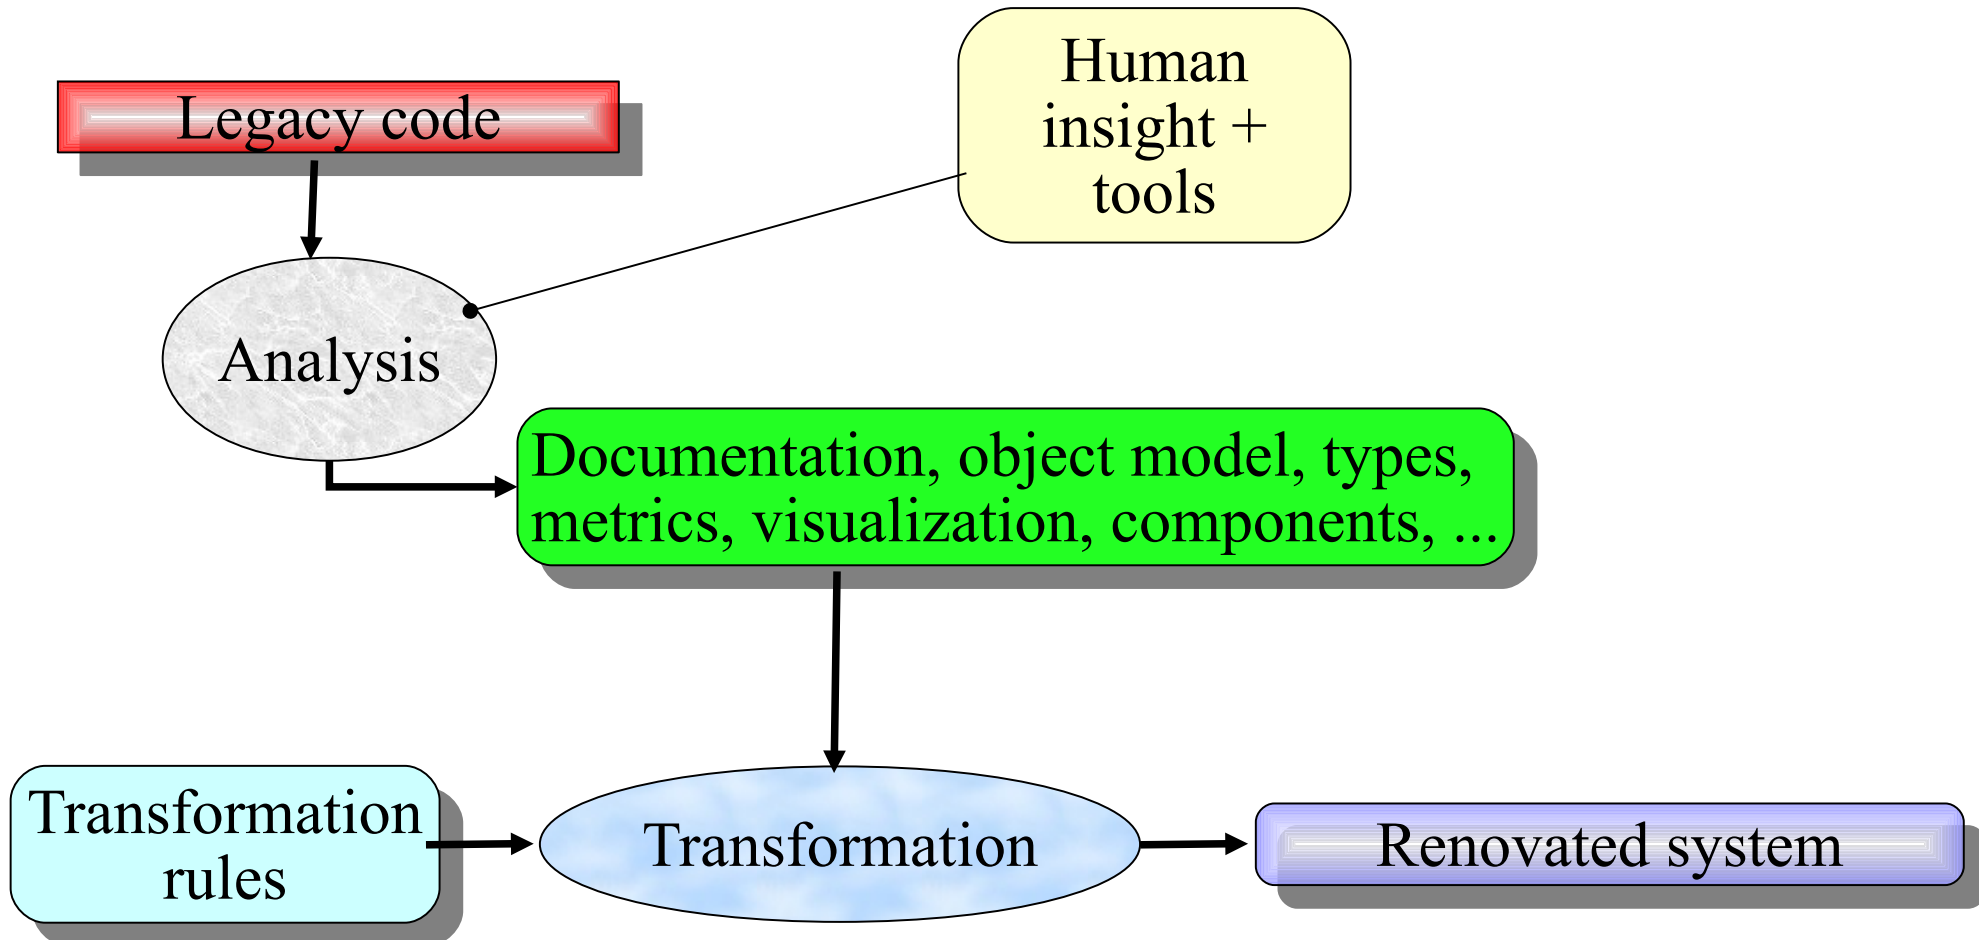 Legacy code
Human
insight +
tools
Analysis
Documentation, object model, types,
metrics, visualization, components, ...
Transformation
rules
Transformation
Renovated system